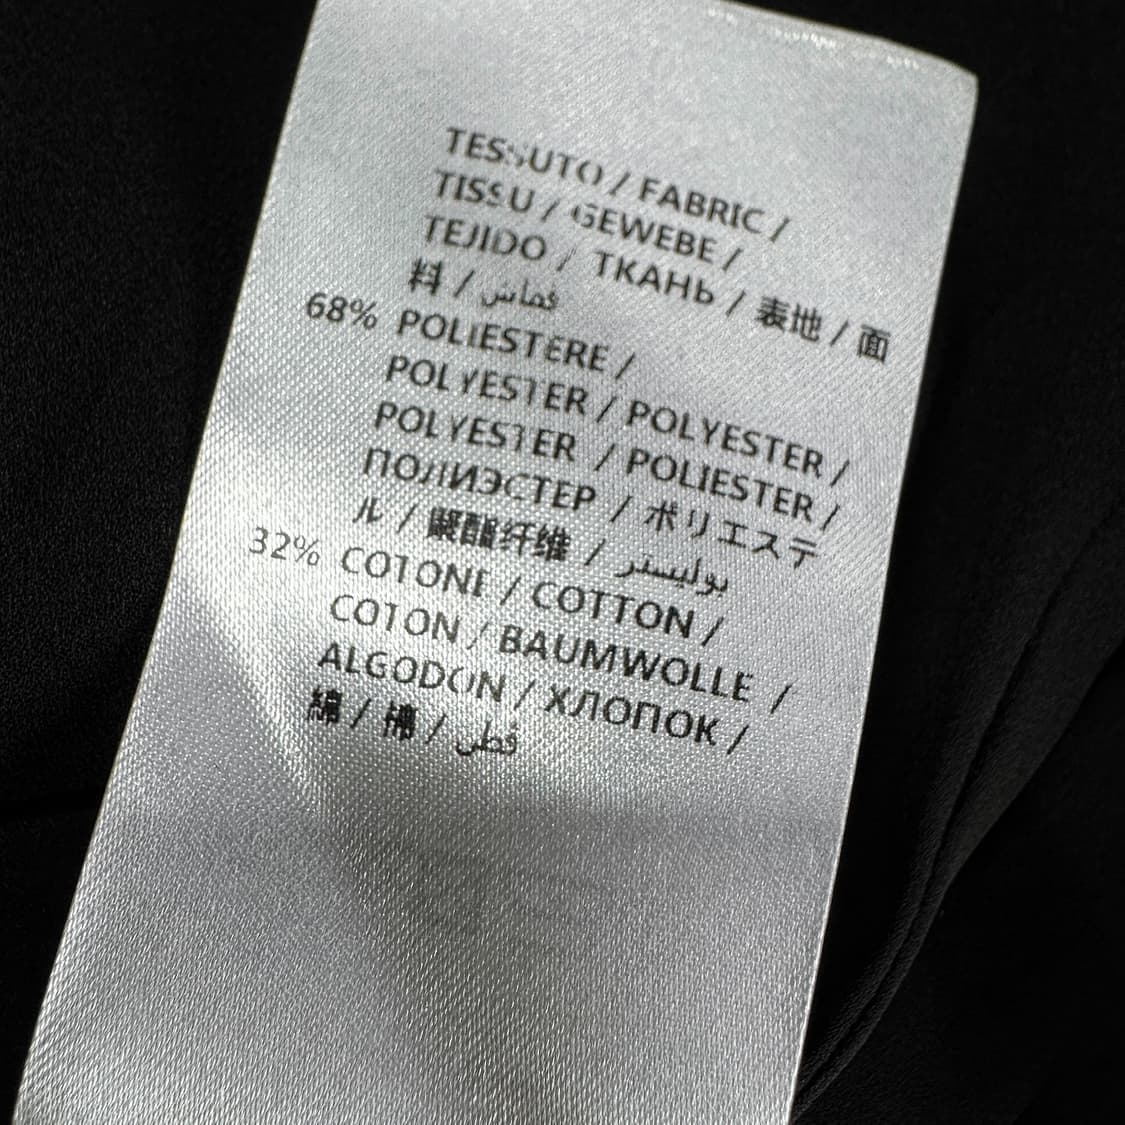 TESSUTO / FABRIC /
TISSU / GEWEBE /
TEJIDO / ТКАНЬ / 表地 / 面
料 / قماش
68% POLIESTERE /
POLYESTER / POLYESTER /
POLYESTER / POLIESTER /
ПОЛИЭСТЕР / ポリエステ
ル / 聚酯纤维 / بوليستر
32% COTONE / COTTON /
COTON / BAUMWOLLE /
ALGODON / ХЛОПОК /
綿 / 棉 / قطن